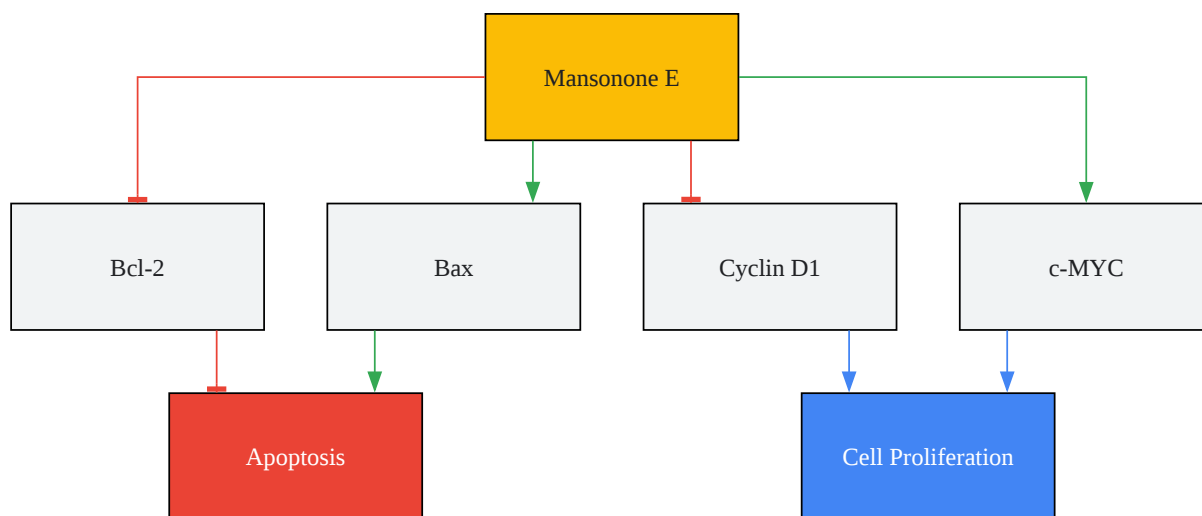 Mansonone E
Bcl-2
Bax
Cyclin D1
c-MYC
Apoptosis
Cell Proliferation